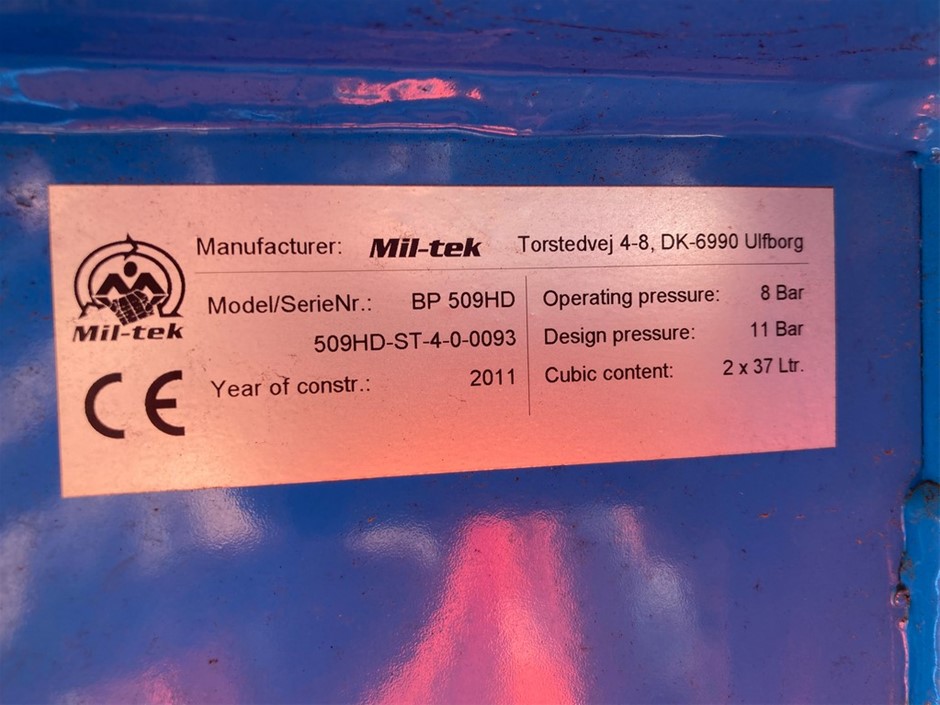 Manufacturer: Mil-tek Torstedvej 4-8, DK-6990 Ulfborg
Mil-tek
CE
Model/SerieNr.: BP 509HD
509HD-ST-4-0-0093
Year of constr.: 2011
Operating pressure: 8 Bar
Design pressure: 11 Bar
Cubic content: 2 x 37 Ltr.